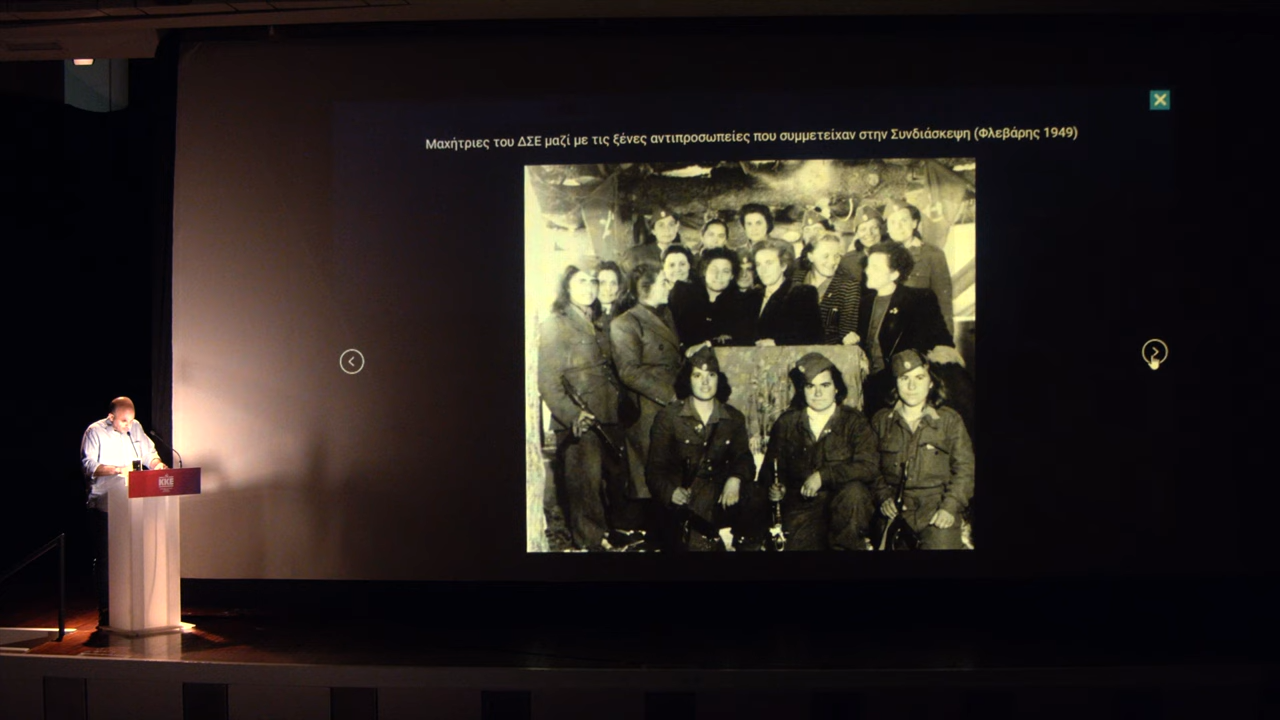 Μαχήτριες του ΔΣΕ μαζί με τις ξένες αντιπροσωπείες που συμμετείχαν στην Συνδιάσκεψη (Φλεβάρης 1949)
ΚΚΕ